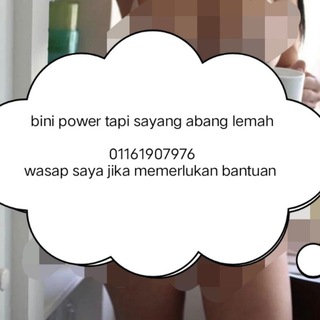 bini power tapi sayang abang lemah
01161907976
wasap saya jika memerlukan bantuan